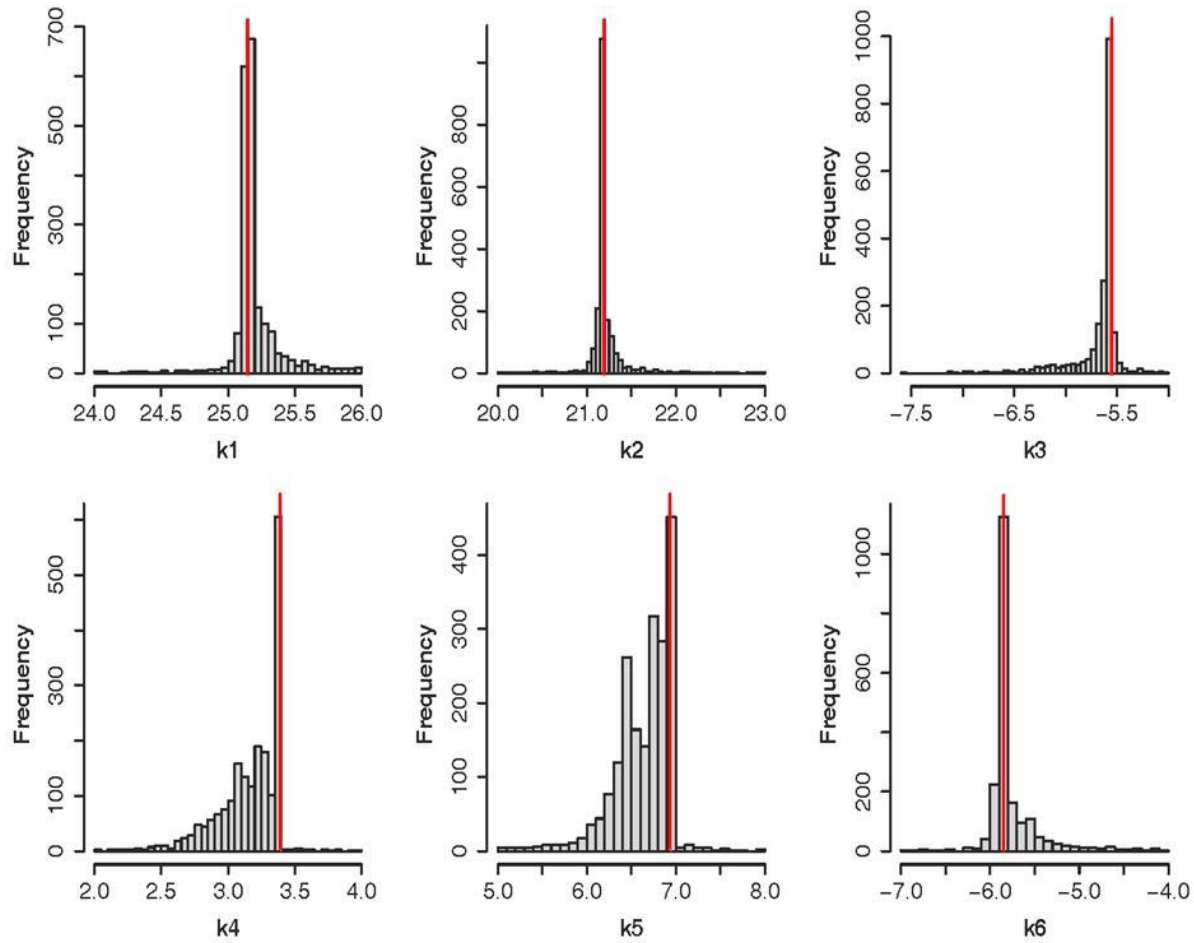 Frequency
0 100 300 500 700
24.0 24.5 25.0 25.5 26.0
k1
Frequency
0 200 400 600 800
20.0 21.0 22.0 23.0
k2
Frequency
0 200 400 600 800 1000
−7.5 −6.5 −5.5
k3
Frequency
0 100 300 500
2.0 2.5 3.0 3.5 4.0
k4
Frequency
0 100 200 300 400
5.0 6.0 7.0 8.0
k5
Frequency
0 200 600 1000
−7.0 −6.0 −5.0 −4.0
k6